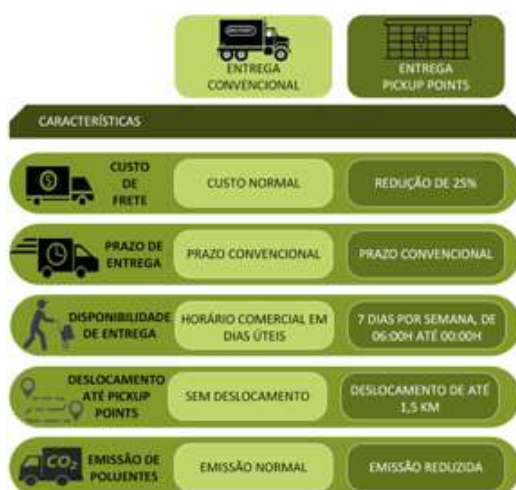 ENTREGA
CONVENCIONAL
ENTREGA
PICKUP POINTS
CARACTERÍSTICAS
CUSTO
DE
FRETE
CUSTO NORMAL
REDUÇÃO DE 25%
PRAZO DE
ENTREGA
PRAZO CONVENCIONAL
PRAZO CONVENCIONAL
DISPONIBILIDADE
DE ENTREGA
HORÁRIO COMERCIAL EM
DIAS ÚTEIS
7 DIAS POR SEMANA, DE
06:00H ATÉ 00:00H
DESLOCAMENTO
ATÉ PICKUP
POINTS
SEM DESLOCAMENTO
DESLOCAMENTO DE ATÉ
1,5 KM
CO2
EMISSÃO DE
POLUENTES
EMISSÃO NORMAL
EMISSÃO REDUZIDA